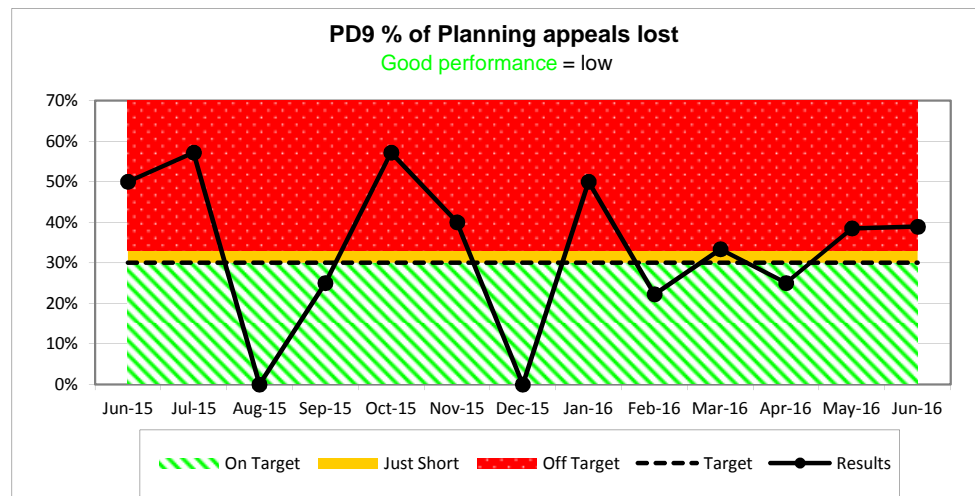 PD9 % of Planning appeals lost
Good performance = low
70%
60%
50%
40%
30%
20%
10%
0%
Jun-15 Jul-15 Aug-15 Sep-15 Oct-15 Nov-15 Dec-15 Jan-16 Feb-16 Mar-16 Apr-16 May-16 Jun-16
On Target Just Short Off Target Target Results